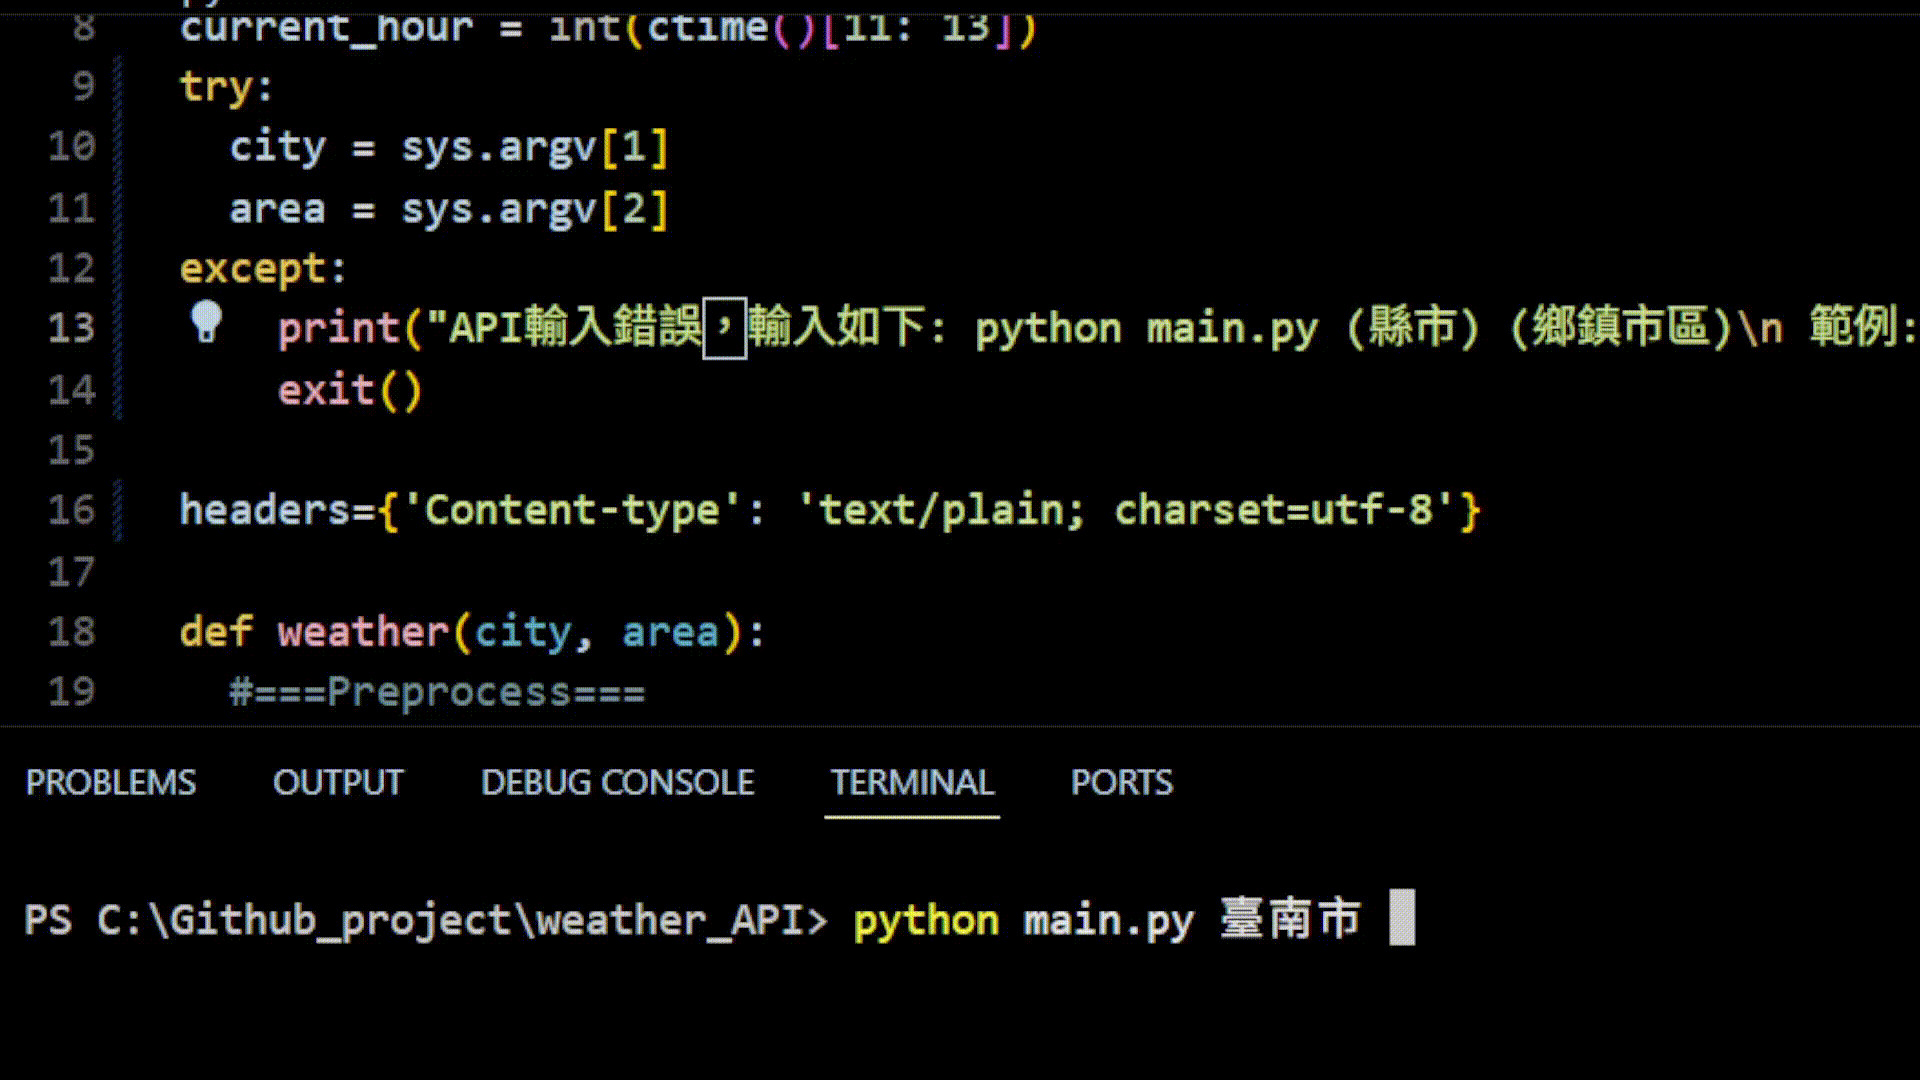 8 current_hour = int(ctime()[11: 13])
9 try:
10 city = sys.argv[1]
11 area = sys.argv[2]
12 except:
13 print("API輸入錯誤，輸入如下: python main.py (縣市) (鄉鎮市區)\n 範例:
14 exit()
15
16 headers={'Content-type': 'text/plain; charset=utf-8'}
17
18 def weather(city, area):
19 #===Preprocess===
PROBLEMS OUTPUT DEBUG CONSOLE TERMINAL PORTS
PS C:\Github_project\weather_API> python main.py 臺南市